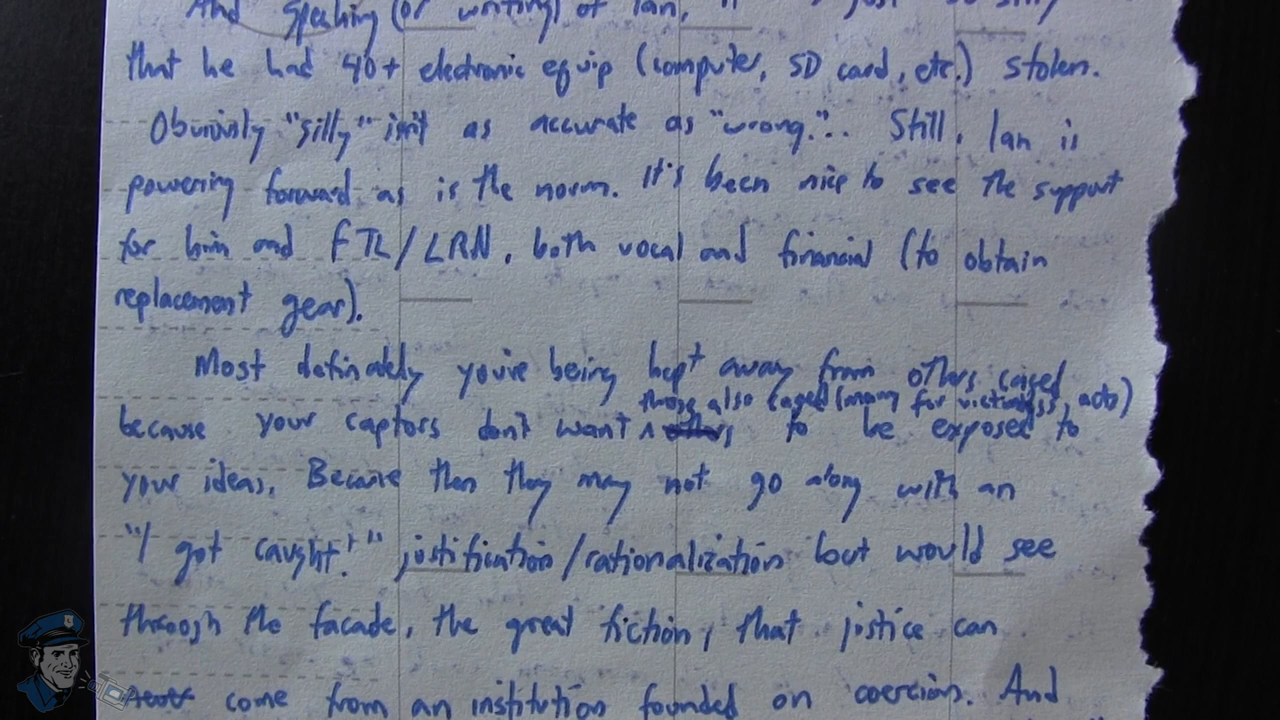 And speaking (or writing) of Ian, it just so silly
that he had 40+ electronic equip (computer, SD card, etc.) stolen.
Obviously "silly" isn't as accurate as "wrong.".. Still, Ian is
powering forward as is the norm. It's been nice to see the support
for him and FTL/LRN, both vocal and financial (to obtain
replacement gear).
Most definately you're being kept away from others caged
those also caged (many for victimless acts)
because your captors don't want to be exposed to
your ideas. Because then they may not go along with an
"I got caught!" justification/rationalization but would see
through the facade, the great fiction, that justice can
come from an institution founded on coercion. And